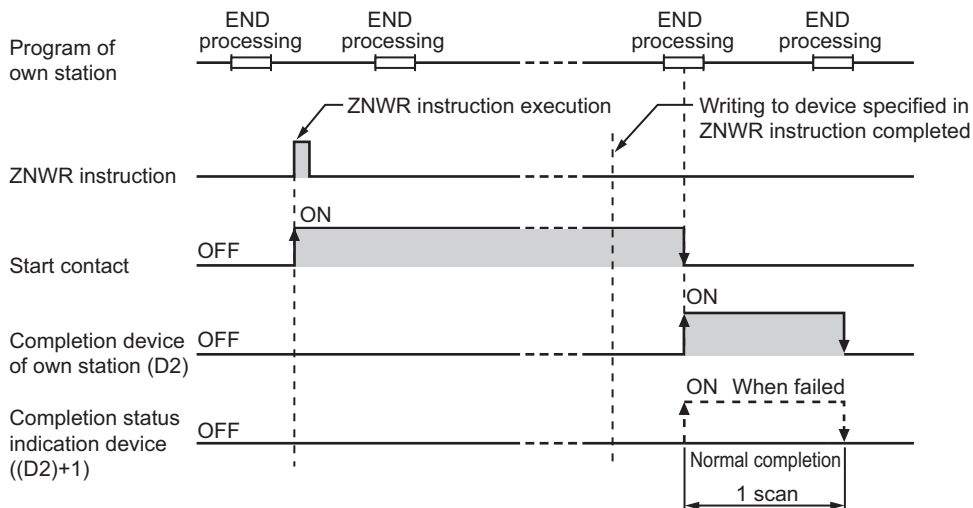 END
processing
END
processing
END
processing
END
processing
Program of
own station
ZNWR instruction execution
Writing to device specified in
ZNWR instruction completed
ZNWR instruction
ON
OFF
Start contact
ON
OFF
Completion device
of own station (D2)
ON When failed
OFF
Completion status
indication device
((D2)+1)
Normal completion
1 scan